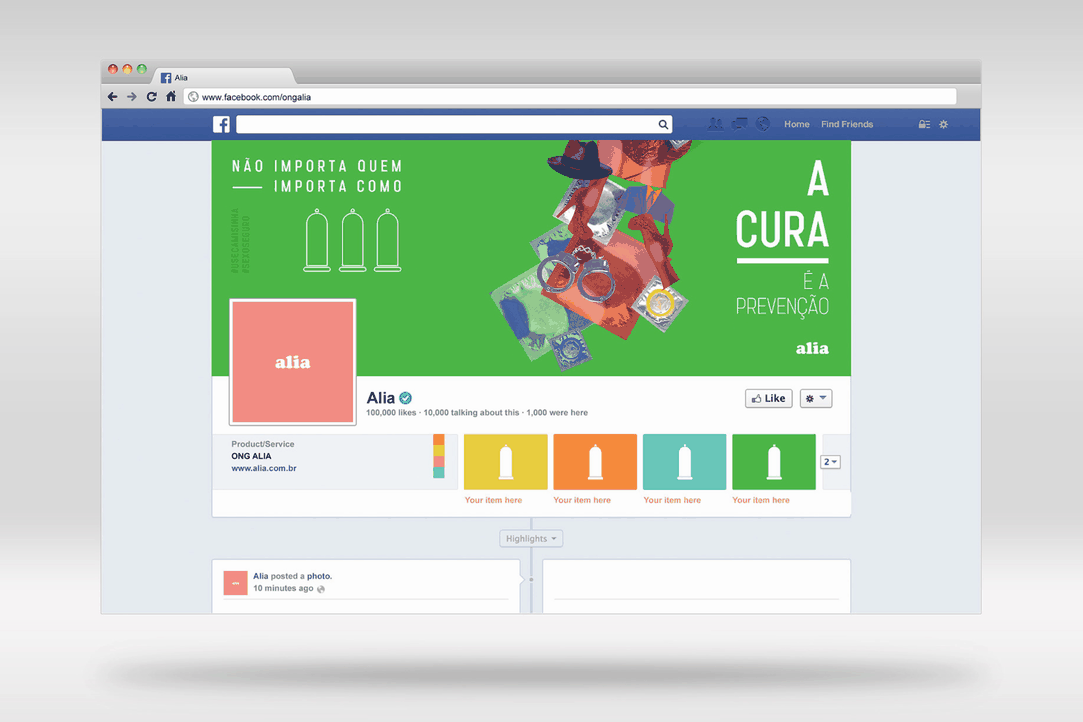 Alia
www.facebook.com/ongalia
Home
Find Friends
NÃO IMPORTA QUEM
IMPORTA COMO
#USECAMISINHA
#SEXOSEGURO
A
CURA
É A
PREVENÇÃO
alia
alia
Alia
100,000 likes · 10,000 talking about this · 1,000 were here
Like
Product/Service
ONG ALIA
www.alia.com.br
2
Your item here
Your item here
Your item here
Your item here
Highlights
Alia posted a photo.
10 minutes ago